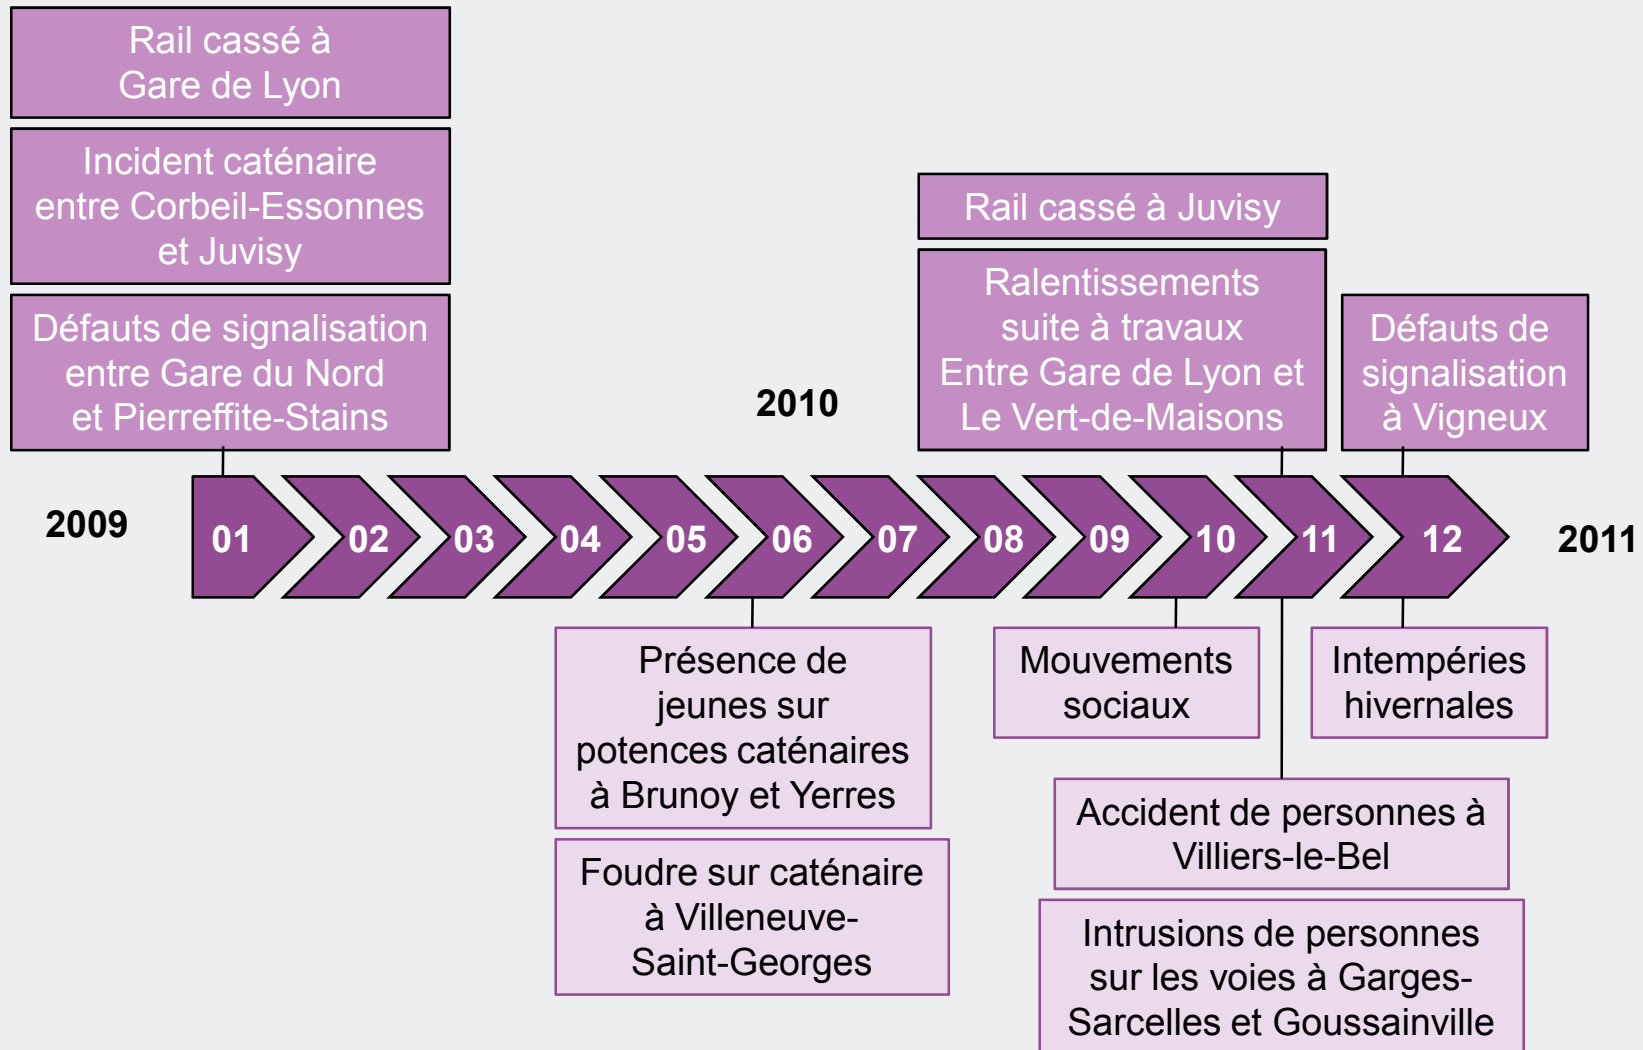 Rail cassé à
Gare de Lyon
Incident caténaire
entre Corbeil-Essonnes
et Juvisy
Défauts de signalisation
entre Gare du Nord
et Pierreffite-Stains
Rail cassé à Juvisy
Ralentissements
suite à travaux
Entre Gare de Lyon et
Le Vert-de-Maisons
Défauts de
signalisation
à Vigneux
2010
2009
01 02 03 04 05 06 07 08 09 10 11 12
2011
Présence de
jeunes sur
potences caténaires
à Brunoy et Yerres
Foudre sur caténaire
à Villeneuve-
Saint-Georges
Mouvements
sociaux
Intempéries
hivernales
Accident de personnes à
Villiers-le-Bel
Intrusions de personnes
sur les voies à Garges-
Sarcelles et Goussainville